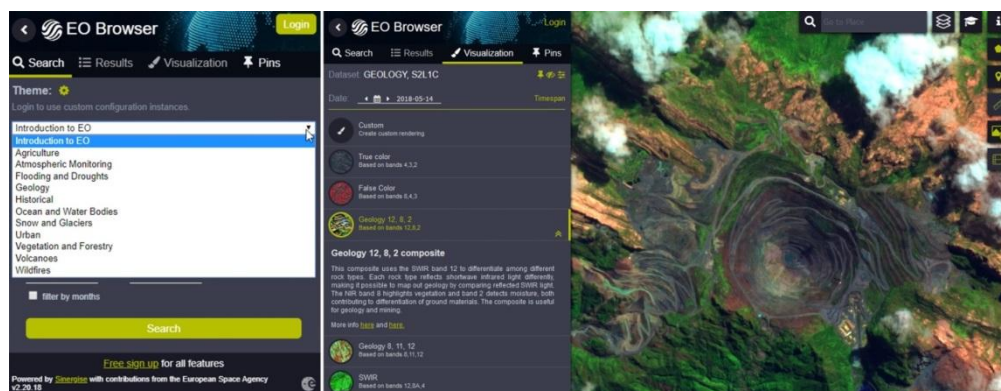 EO Browser
Login
Search
Results
Visualization
Pins
Theme:
Login to use custom configuration instances.
Introduction to EO
Introduction to EO
Agriculture
Atmospheric Monitoring
Flooding and Droughts
Geology
Historical
Ocean and Water Bodies
Snow and Glaciers
Urban
Vegetation and Forestry
Volcanoes
Wildfires
filter by months
Search
Free sign up for all features
Powered by Sinergise with contributions from the European Space Agency
v2.20.18
EO Browser
Login
Search
Results
Visualization
Pins
Dataset: GEOLOGY, S2L1C
Date: 2018-05-14
Timespan
Custom
Create custom rendering
True color
Based on bands 4,3,2
False Color
Based on bands 8,4,3
Geology 12, 8, 2
Based on bands 12,8,2
Geology 12, 8, 2 composite
This composite uses the SWIR band 12 to differentiate among different
rock types. Each rock type reflects shortwave infrared light differently,
making it possible to map out geology by comparing reflected SWIR light.
The NIR band 8 highlights vegetation and band 2 detects moisture, both
contributing to differentiation of ground materials. The composite is useful
for geology and mining.
More info here and here.
Geology 8, 11, 12
Based on bands 8,11,12
SWIR
Based on bands 12,8A,4
Go to Place